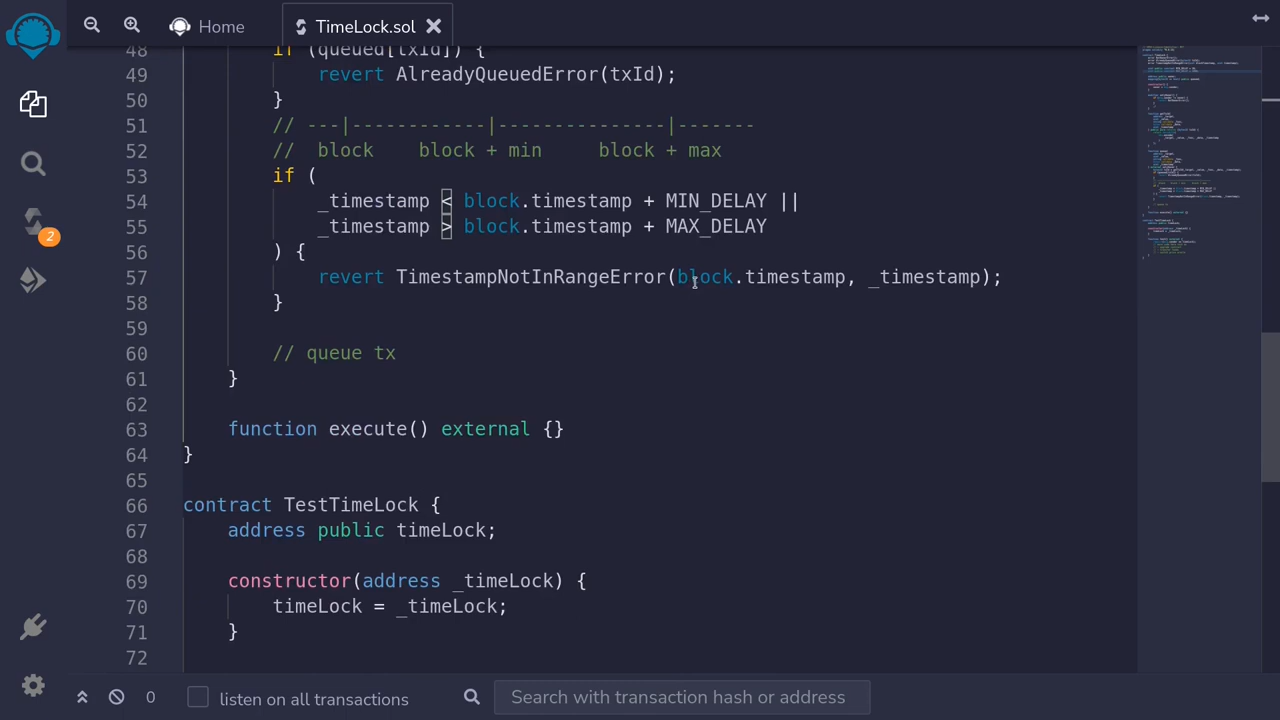 Home
TimeLock.sol
48 if (queued[txId]) {
49 revert AlreadyQueuedError(txId);
50 }
51 // ---|-----------|---------------|-------
52 //  block    block + min     block + max
53 if (
54 _timestamp < block.timestamp + MIN_DELAY ||
55 _timestamp > block.timestamp + MAX_DELAY
56 ) {
57 revert TimestampNotInRangeError(block.timestamp, _timestamp);
58 }
59
60 // queue tx
61 }
62
63 function execute() external {}
64 }
65
66 contract TestTimeLock {
67 address public timeLock;
68
69 constructor(address _timeLock) {
70 timeLock = _timeLock;
71 }
72
2
0
listen on all transactions
Search with transaction hash or address